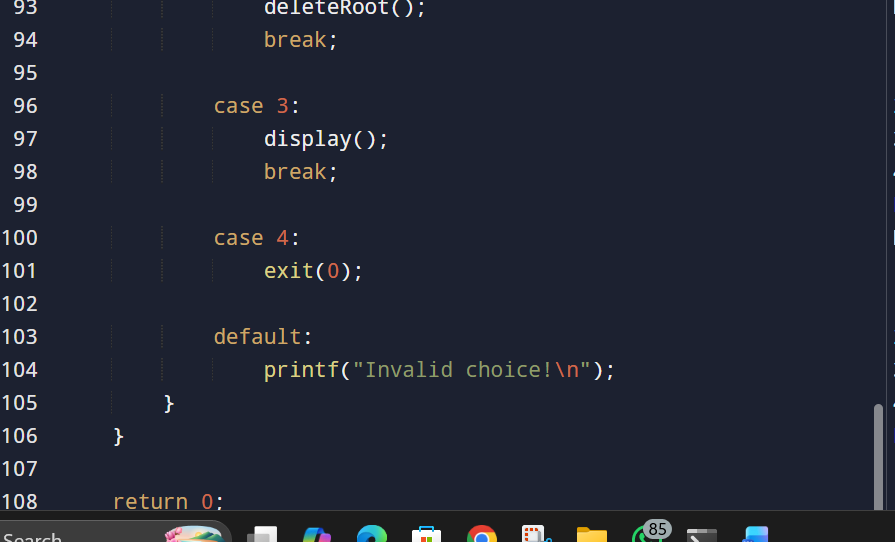 93 deleteRoot();
94 break;
95
96 case 3:
97 display();
98 break;
99
100 case 4:
101 exit(0);
102
103 default:
104 printf("Invalid choice!\n");
105 }
106 }
107
108 return 0;
Search
85